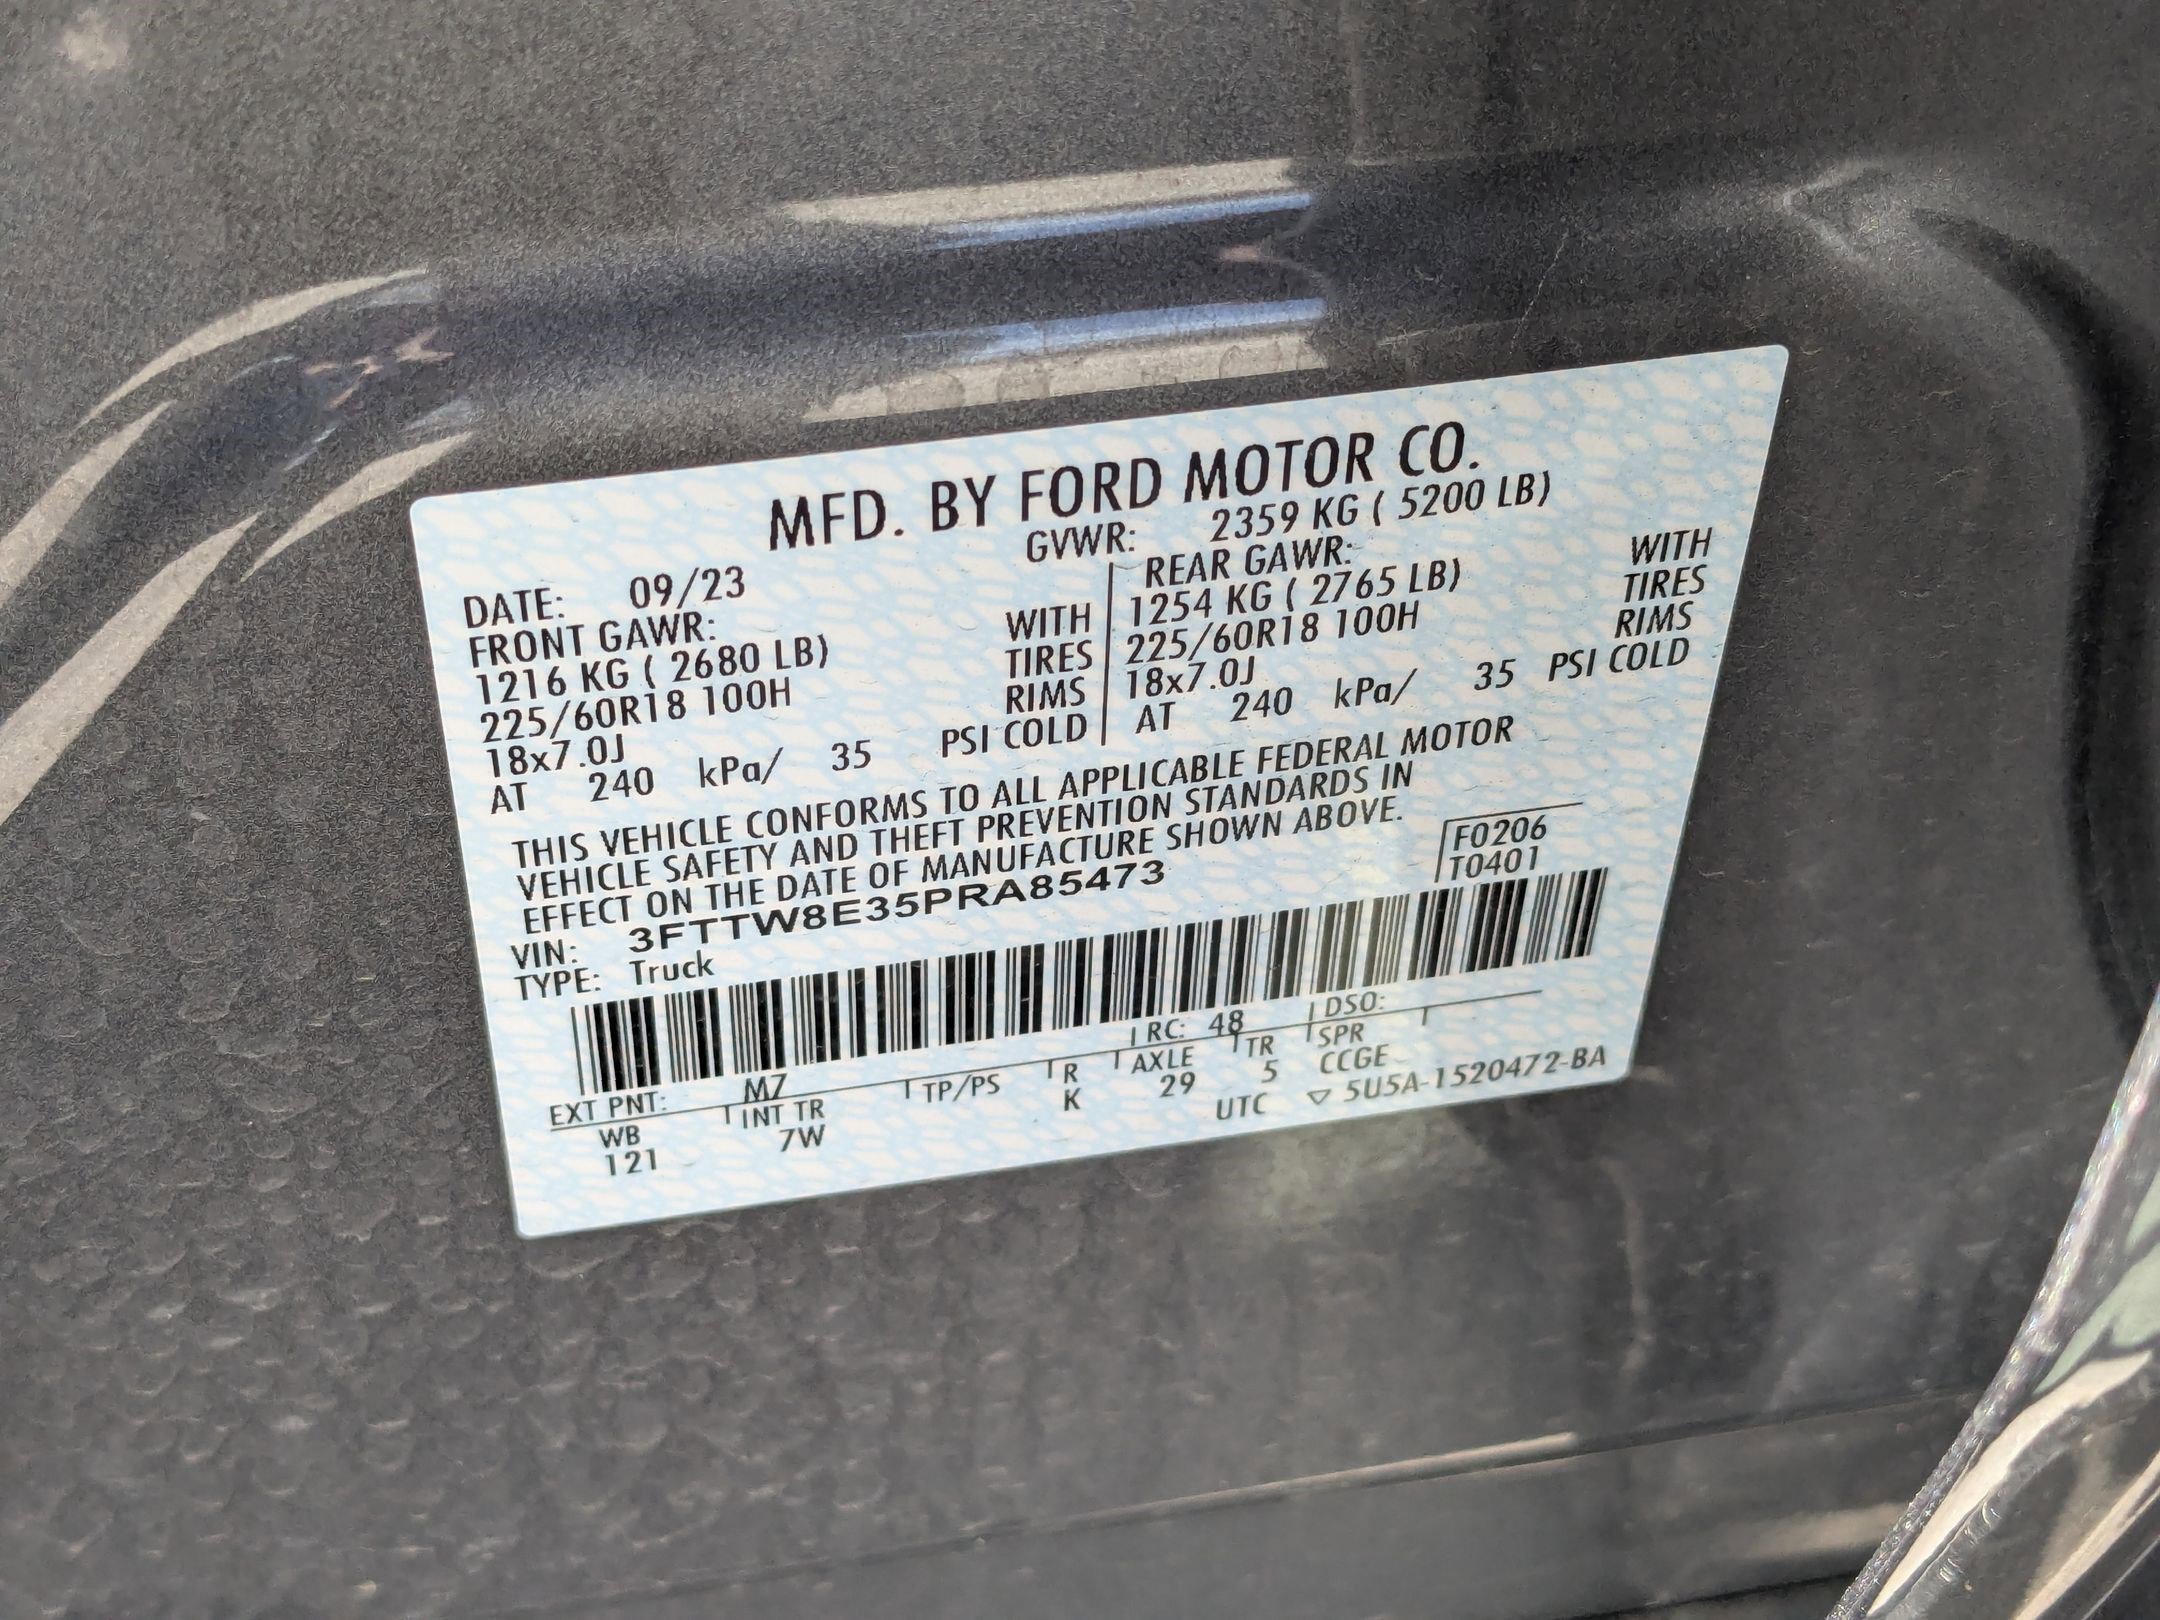 MFD. BY FORD MOTOR CO.
DATE: 09/23 GVWR: 2359 KG ( 5200 LB)
FRONT GAWR: REAR GAWR:
1216 KG ( 2680 LB) WITH 1254 KG ( 2765 LB) WITH
225/60R18 100H TIRES 225/60R18 100H TIRES
18x7.0J RIMS 18x7.0J RIMS
AT 240 kPa/ 35 PSI COLD AT 240 kPa/ 35 PSI COLD
THIS VEHICLE CONFORMS TO ALL APPLICABLE FEDERAL MOTOR
VEHICLE SAFETY AND THEFT PREVENTION STANDARDS IN
EFFECT ON THE DATE OF MANUFACTURE SHOWN ABOVE.
VIN: 3FTTW8E35PRA85473 F0206
TYPE: Truck T0401
EXT PNT: M7 RC: 48 DSO:
WB INT TR TP/PS R AXLE TR SPR
121 7W K 29 5 CCGE
UTC ▽ 5U5A-1520472-BA